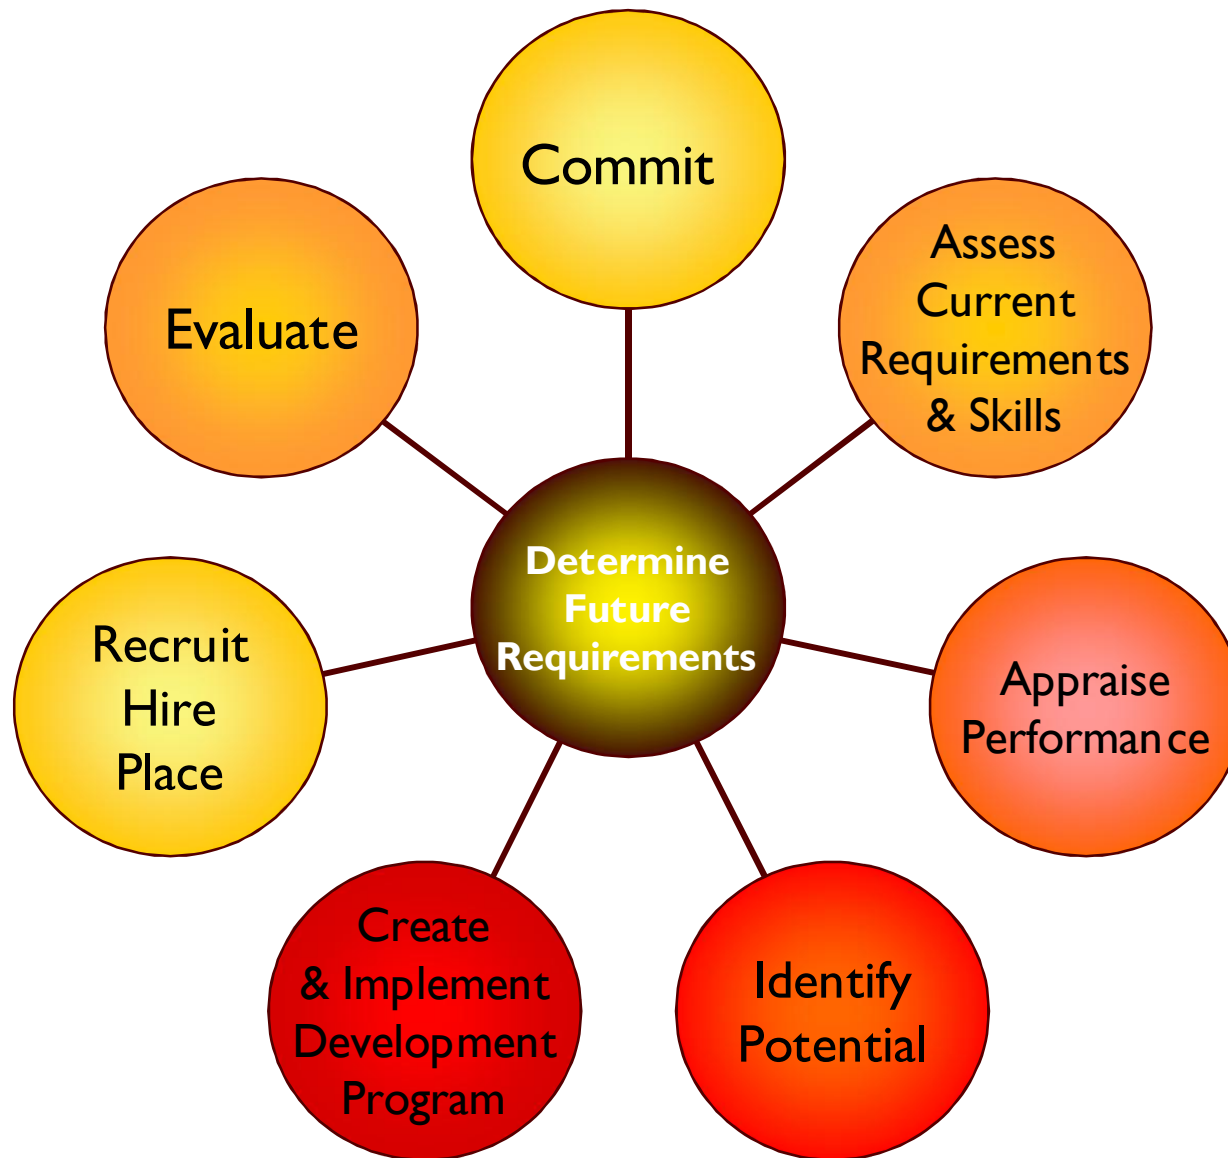 Commit
Assess
Current
Requirements
& Skills
Evaluate
Determine
Future
Requirements
Recruit
Hire
Place
Appraise
Performance
Create
& Implement
Development
Program
Identify
Potential